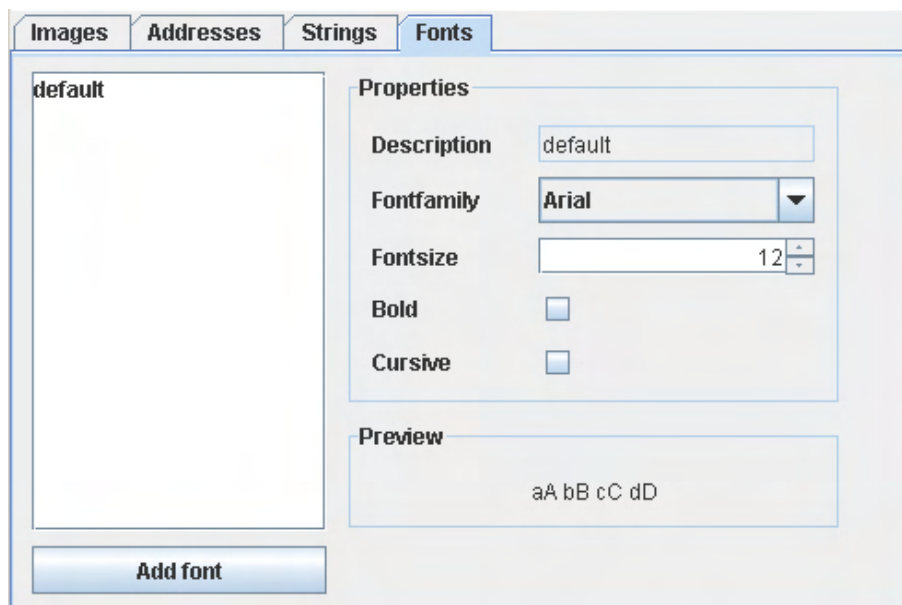 Images Addresses Strings Fonts
default
Properties
Description default
Fontfamily Arial
Fontsize 12
Bold
Cursive
Preview
aA bB cC dD
Add font